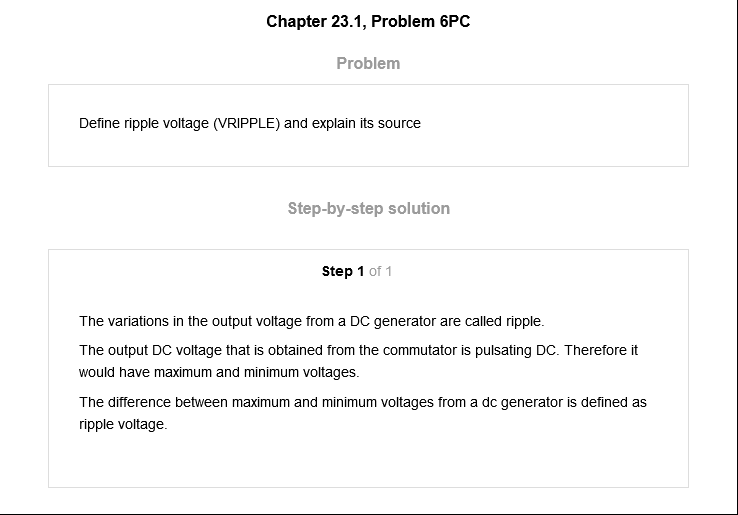 Chapter 23.1, Problem 6PC
Problem
Define ripple voltage (VRIPPLE) and explain its source
Step-by-step solution
Step 1 of 1
The variations in the output voltage from a DC generator are called ripple.
The output DC voltage that is obtained from the commutator is pulsating DC. Therefore it
would have maximum and minimum voltages.
The difference between maximum and minimum voltages from a dc generator is defined as
ripple voltage.